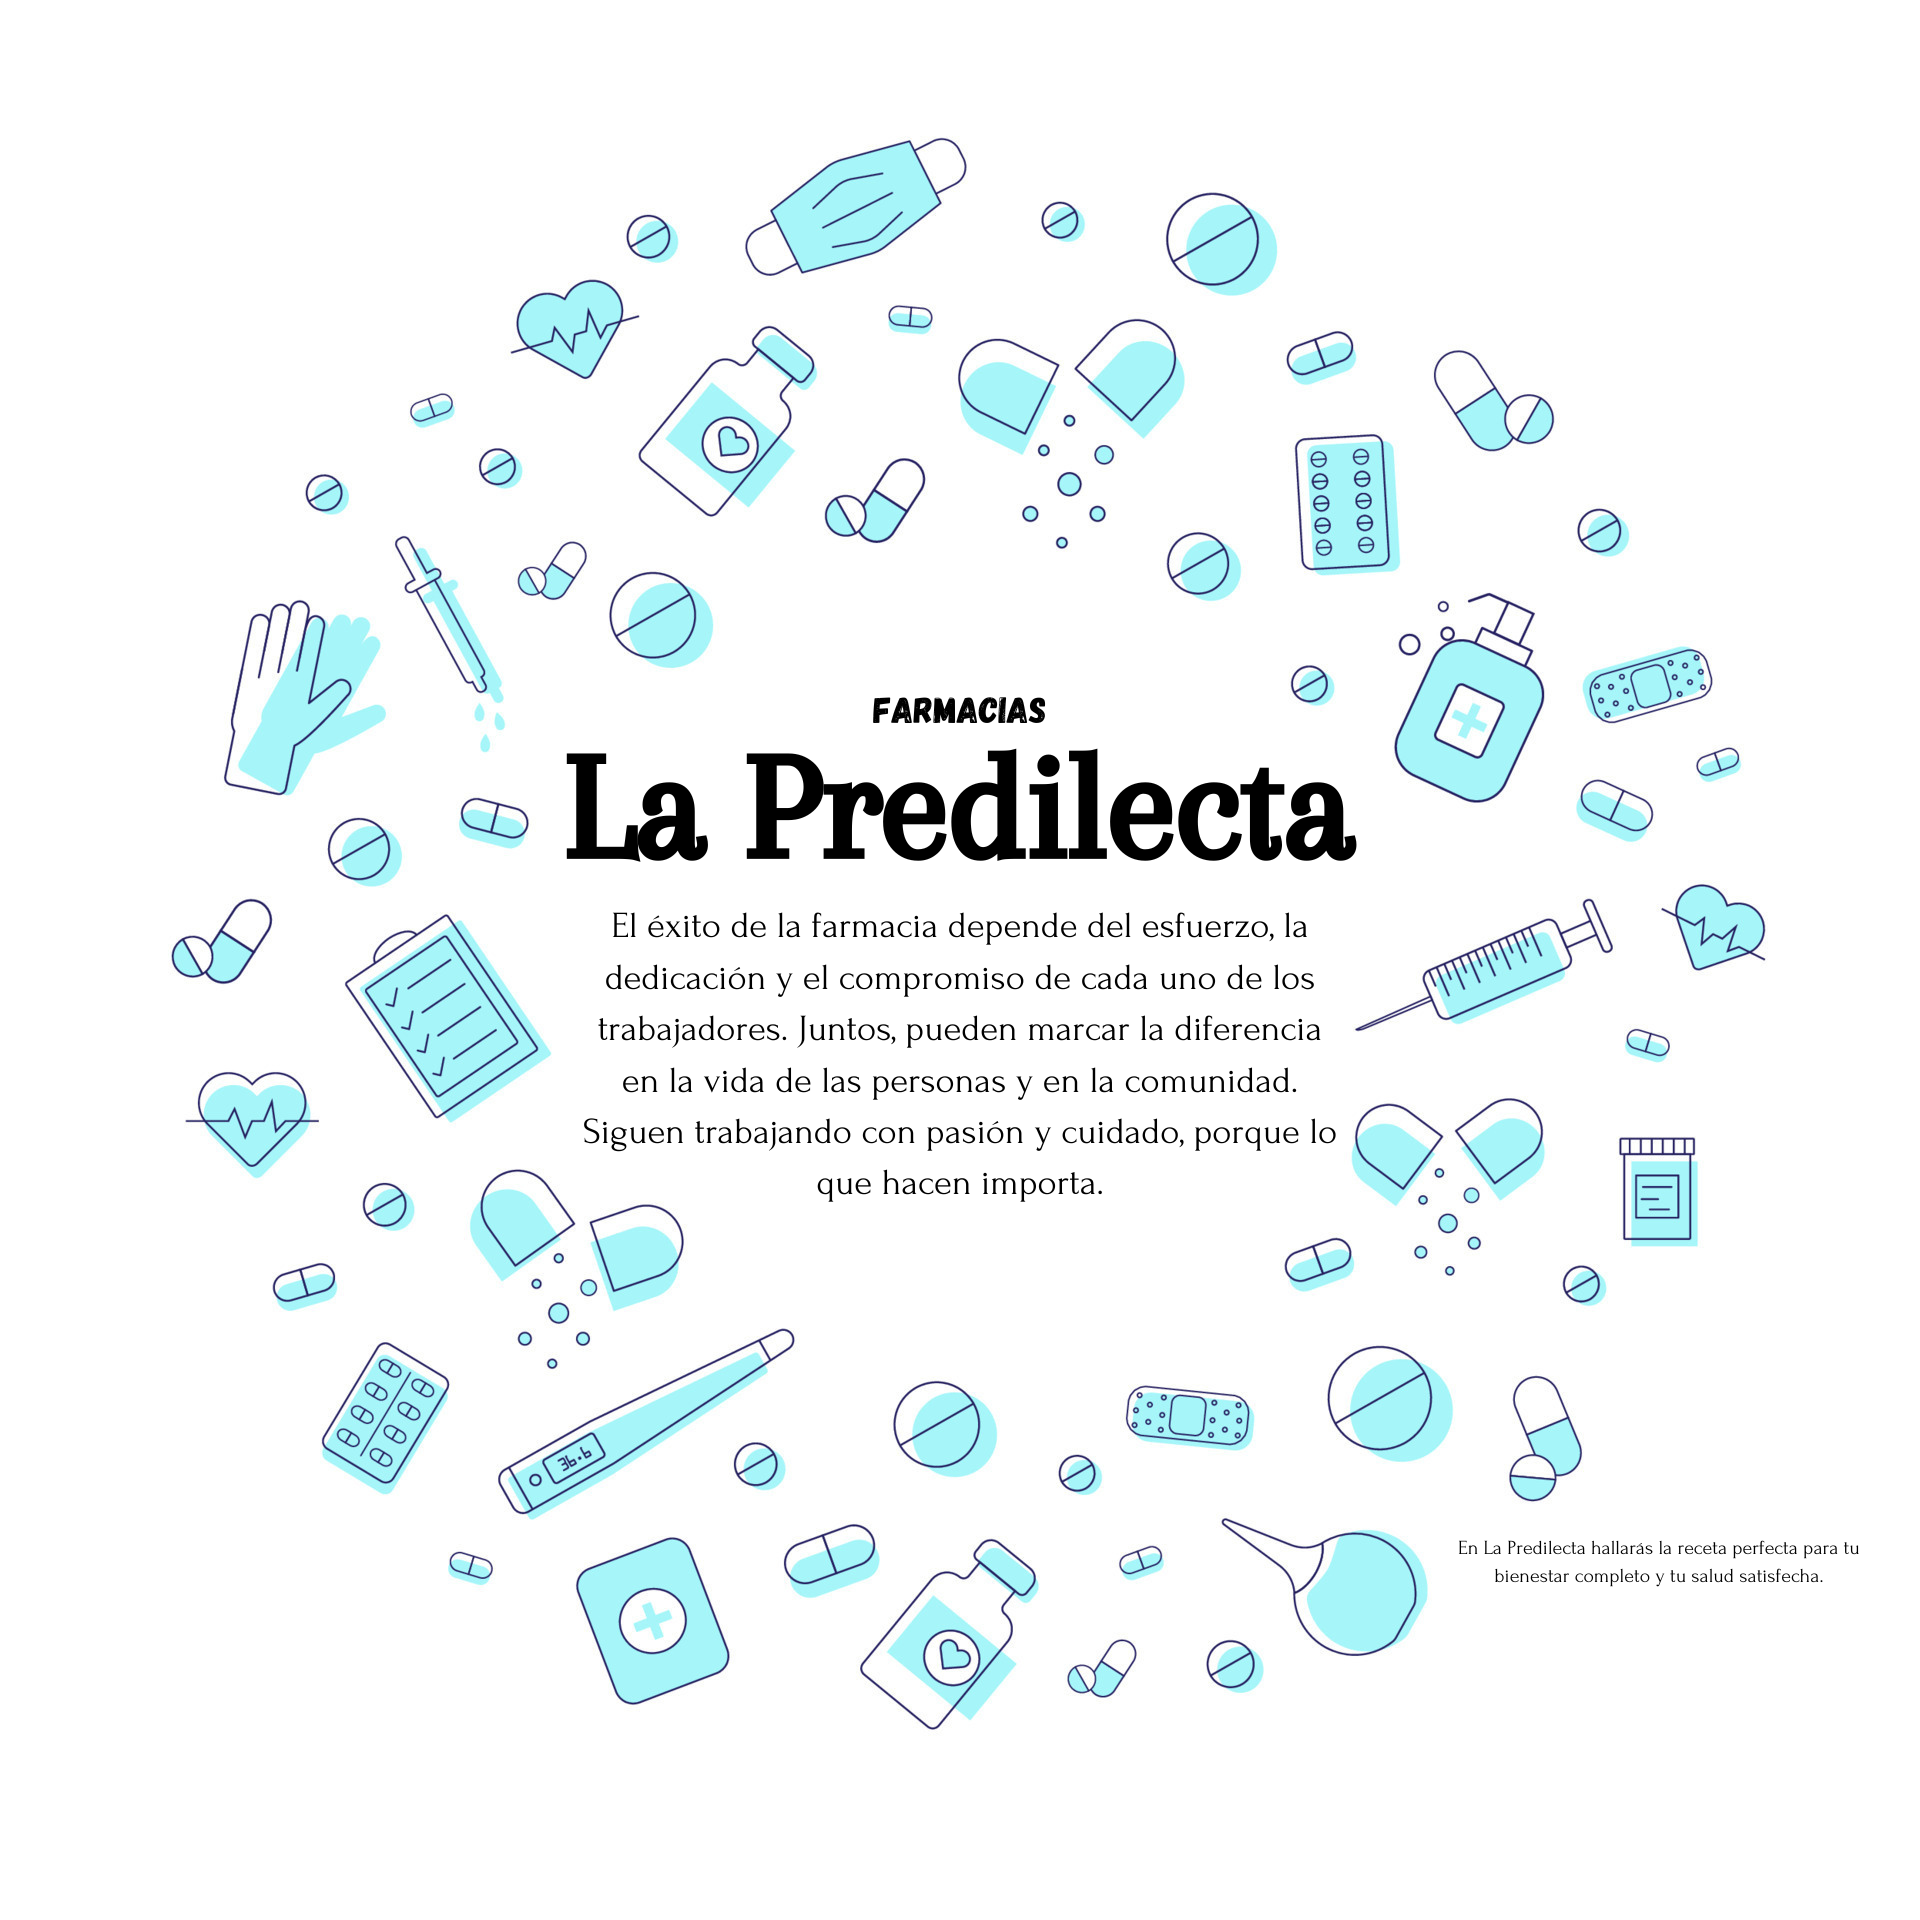 FARMACIAS
La Predilecta
El éxito de la farmacia depende del esfuerzo, la
dedicación y el compromiso de cada uno de los
trabajadores. Juntos, pueden marcar la diferencia
en la vida de las personas y en la comunidad.
Siguen trabajando con pasión y cuidado, porque lo
que hacen importa.
36.6
En La Predilecta hallarás la receta perfecta para tu
bienestar completo y tu salud satisfecha.